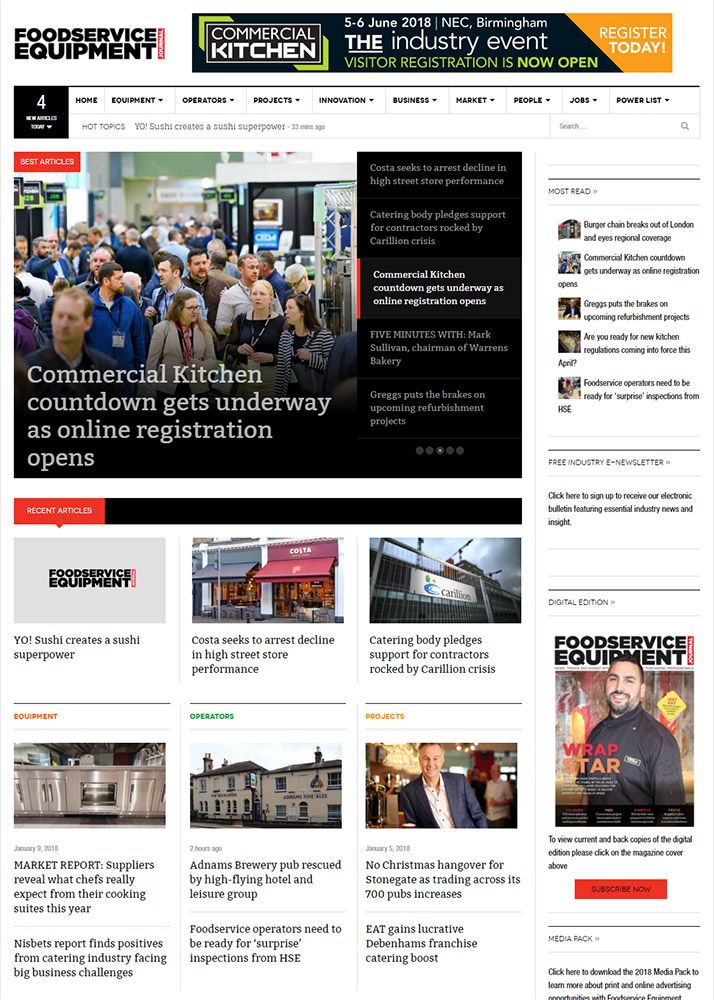 FOODSERVICE
EQUIPMENT JOURNAL
COMMERCIAL
KITCHEN
5-6 June 2018 | NEC, Birmingham
THE industry event
VISITOR REGISTRATION IS NOW OPEN
REGISTER
TODAY!
4
NEW ARTICLES
TODAY
HOME EQUIPMENT OPERATORS PROJECTS INNOVATION BUSINESS MARKET PEOPLE JOBS POWER LIST
HOT TOPICS YO! Sushi creates a sushi superpower - 33 mins ago
Search ...
BEST ARTICLES
Commercial Kitchen
countdown gets underway
as online registration
opens
Costa seeks to arrest decline in
high street store performance
Catering body pledges support
for contractors rocked by
Carillion crisis
Commercial Kitchen
countdown gets underway as
online registration opens
FIVE MINUTES WITH: Mark
Sullivan, chairman of Warrens
Bakery
Greggs puts the brakes on
upcoming refurbishment
projects
MOST READ »
Burger chain breaks out of London
and eyes regional coverage
Commercial Kitchen countdown
gets underway as online registration
opens
Greggs puts the brakes on
upcoming refurbishment projects
Are you ready for new kitchen
regulations coming into force this
April?
Foodservice operators need to be
ready for ‘surprise’ inspections from
HSE
FREE INDUSTRY E-NEWSLETTER »
Click here to sign up to receive our electronic
bulletin featuring essential industry news and
insight.
RECENT ARTICLES
FOODSERVICE
EQUIPMENT
COSTA
carillion
YO! Sushi creates a sushi
superpower
Costa seeks to arrest decline
in high street store
performance
Catering body pledges
support for contractors
rocked by Carillion crisis
DIGITAL EDITION »
FOODSERVICE
EQUIPMENT JOURNAL
WRAP
STAR
To view current and back copies of the digital
edition please click on the magazine cover
above
SUBSCRIBE NOW
EQUIPMENT
January 9, 2018
MARKET REPORT: Suppliers
reveal what chefs really
expect from their cooking
suites this year
Nisbets report finds positives
from catering industry facing
big business challenges
OPERATORS
ADNAMS FINE ALES
2 hours ago
Adnams Brewery pub rescued
by high-flying hotel and
leisure group
Foodservice operators need to
be ready for ‘surprise’
inspections from HSE
PROJECTS
January 5, 2018
No Christmas hangover for
Stonegate as trading across its
700 pubs increases
EAT gains lucrative
Debenhams franchise
catering boost
MEDIA PACK »
Click here to download the 2018 Media Pack to
learn more about print and online advertising
opportunities with Foodservice Equipment